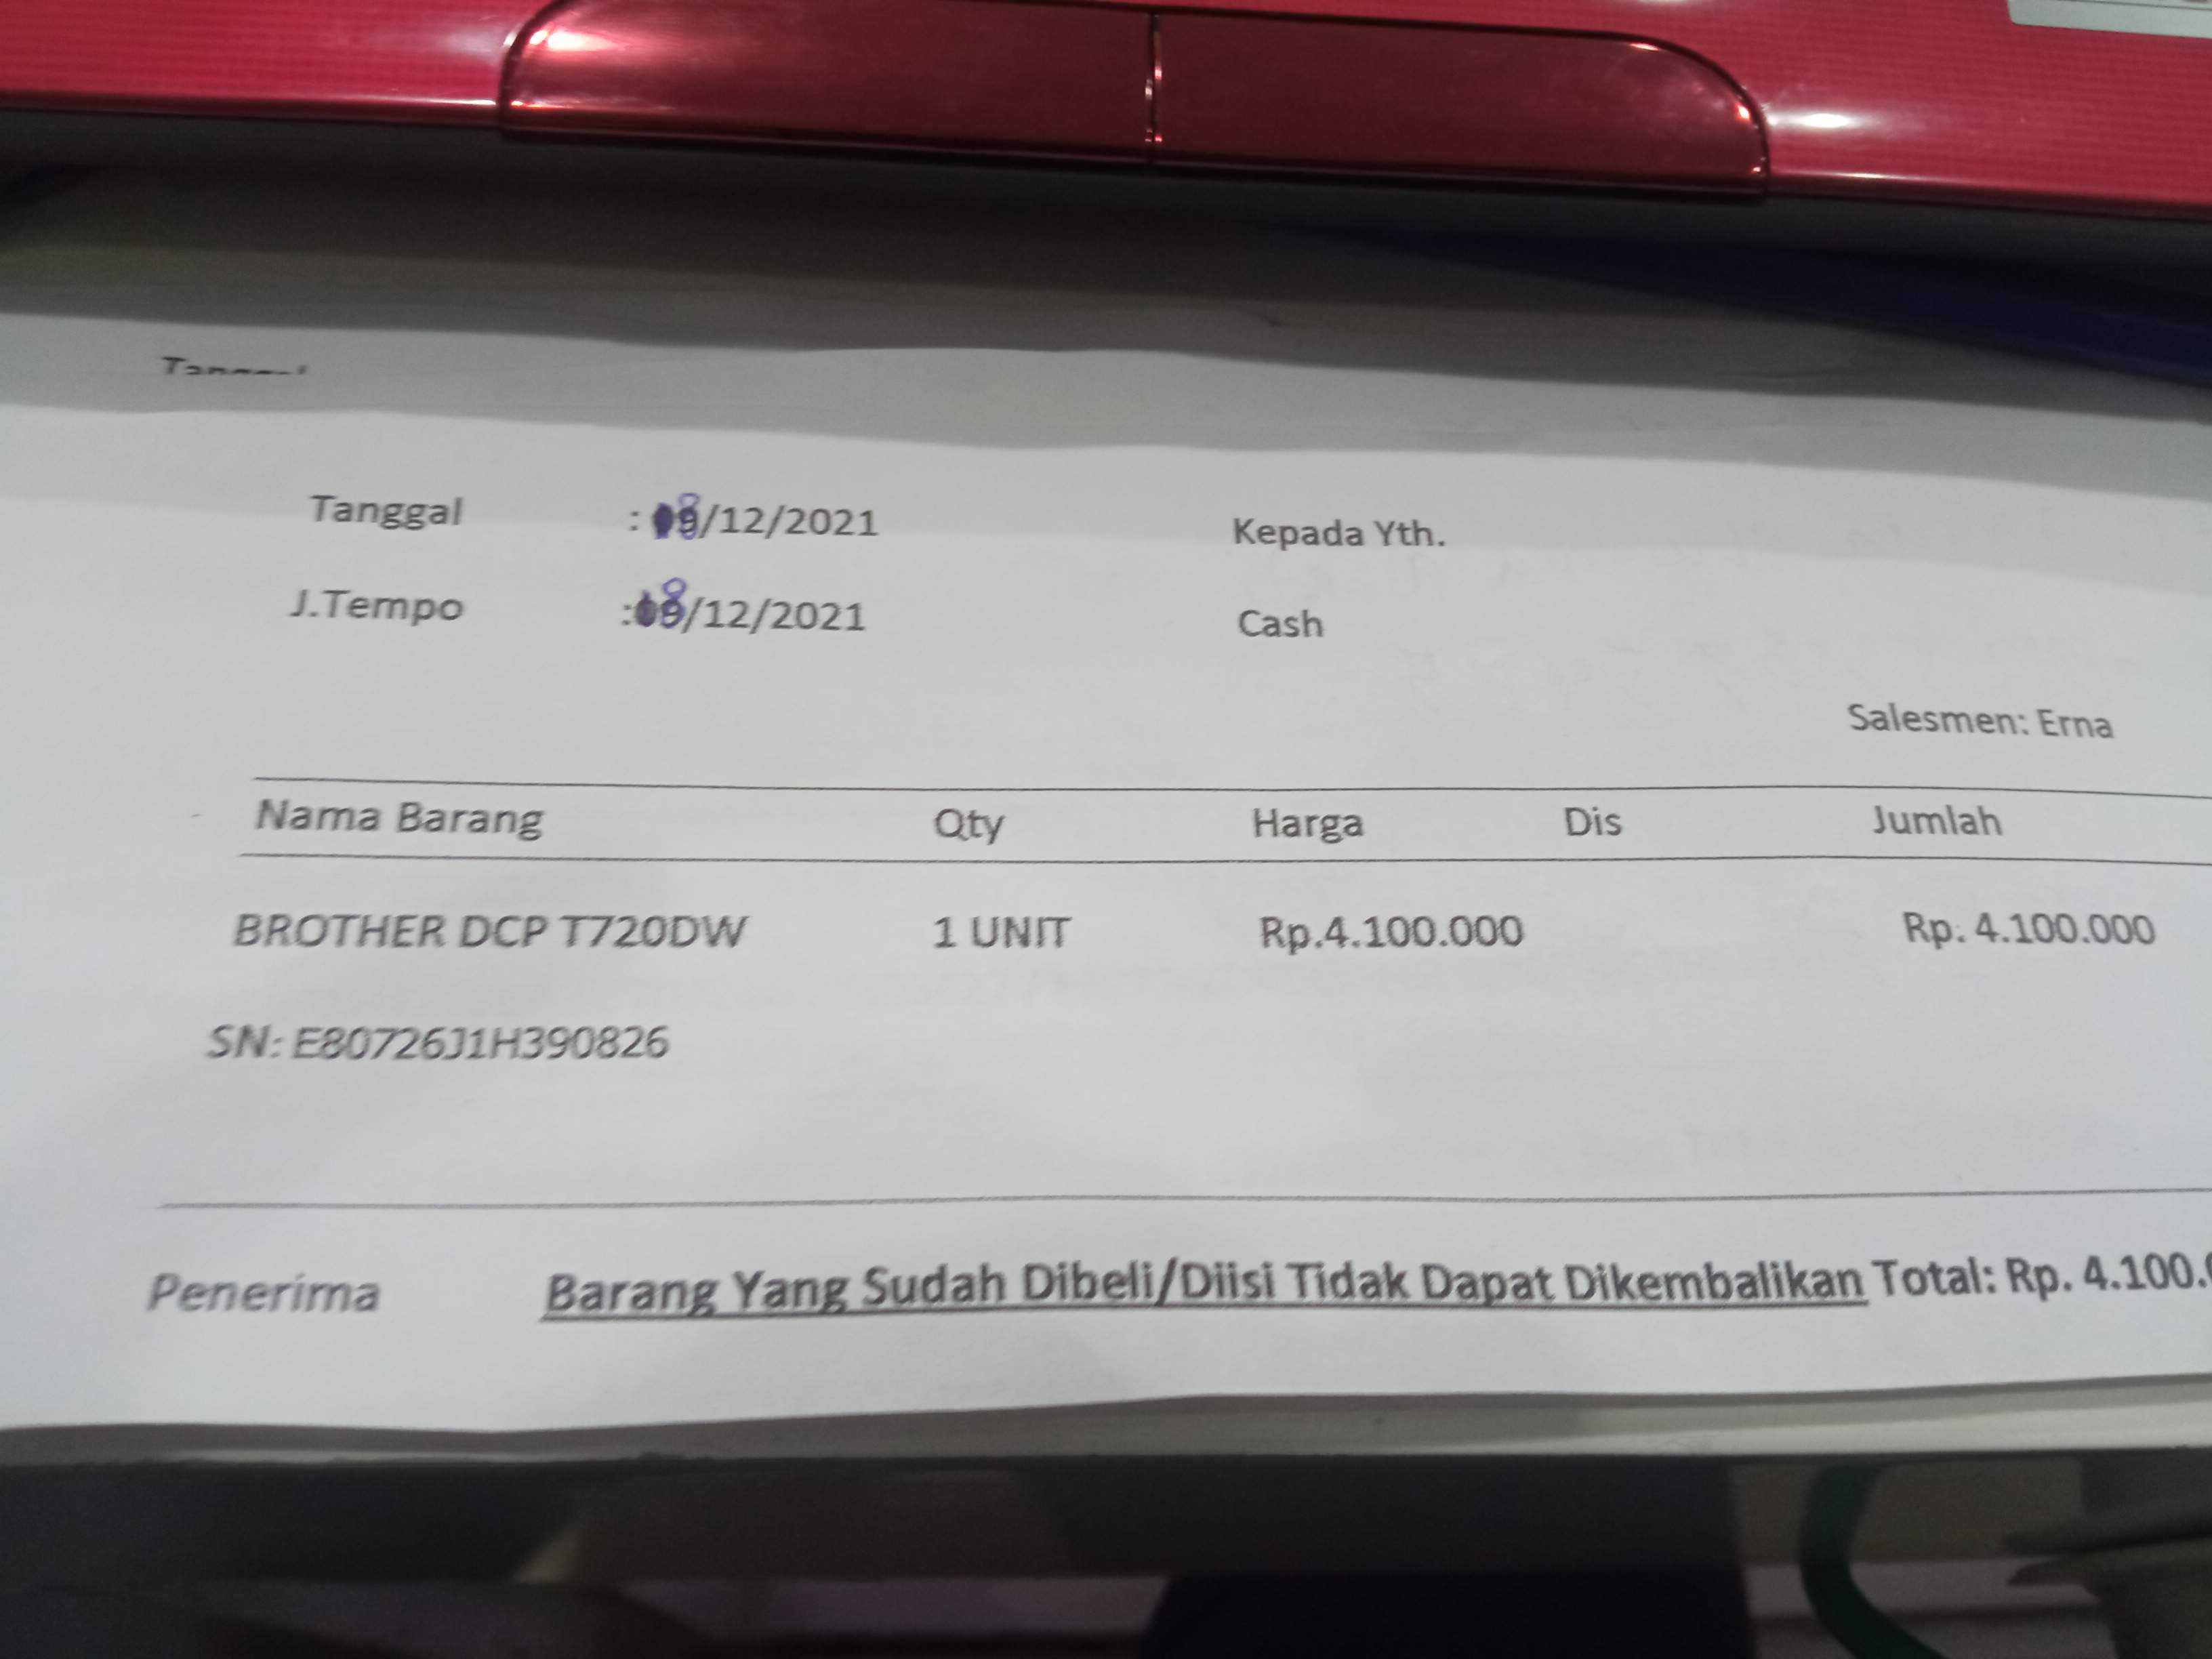 Tanggal
Tanggal : /12/2021 Kepada Yth.
J.Tempo : /12/2021 Cash
Salesmen: Erna
Nama Barang Qty Harga Dis Jumlah
BROTHER DCP T720DW 1 UNIT Rp.4.100.000 Rp. 4.100.000
SN: E80726J1H390826
Penerima Barang Yang Sudah Dibeli/Diisi Tidak Dapat Dikembalikan Total: Rp. 4.100.